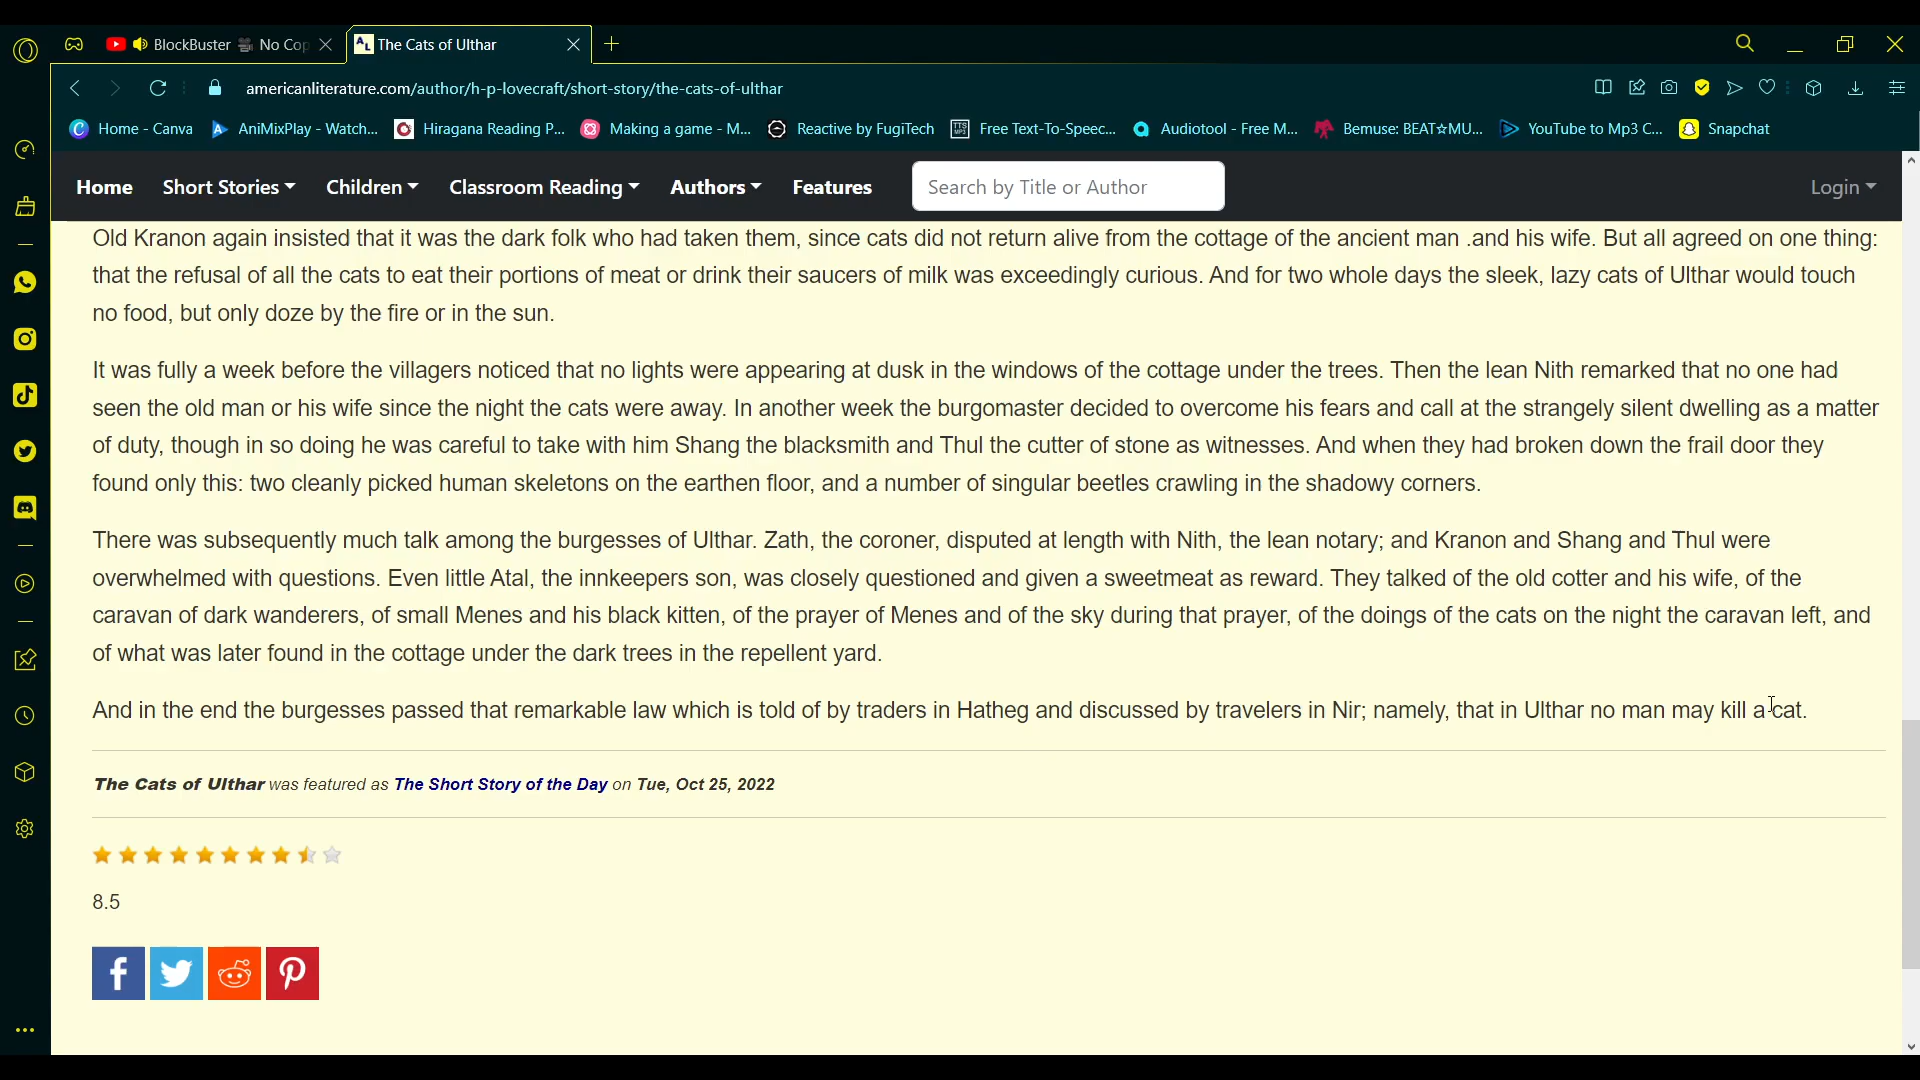 BlockBuster 🎬 No Cop
The Cats of Ulthar
americanliterature.com/author/h-p-lovecraft/short-story/the-cats-of-ulthar
Home - Canva
AniMixPlay - Watch...
Hiragana Reading P...
Making a game - M...
Reactive by FugiTech
Free Text-To-Speec...
Audiotool - Free M...
Bemuse: BEAT☆MU...
YouTube to Mp3 C...
Snapchat
Home Short Stories Children Classroom Reading Authors Features Search by Title or Author Login
Old Kranon again insisted that it was the dark folk who had taken them, since cats did not return alive from the cottage of the ancient man .and his wife. But all agreed on one thing:
that the refusal of all the cats to eat their portions of meat or drink their saucers of milk was exceedingly curious. And for two whole days the sleek, lazy cats of Ulthar would touch
no food, but only doze by the fire or in the sun.
It was fully a week before the villagers noticed that no lights were appearing at dusk in the windows of the cottage under the trees. Then the lean Nith remarked that no one had
seen the old man or his wife since the night the cats were away. In another week the burgomaster decided to overcome his fears and call at the strangely silent dwelling as a matter
of duty, though in so doing he was careful to take with him Shang the blacksmith and Thul the cutter of stone as witnesses. And when they had broken down the frail door they
found only this: two cleanly picked human skeletons on the earthen floor, and a number of singular beetles crawling in the shadowy corners.
There was subsequently much talk among the burgesses of Ulthar. Zath, the coroner, disputed at length with Nith, the lean notary; and Kranon and Shang and Thul were
overwhelmed with questions. Even little Atal, the innkeepers son, was closely questioned and given a sweetmeat as reward. They talked of the old cotter and his wife, of the
caravan of dark wanderers, of small Menes and his black kitten, of the prayer of Menes and of the sky during that prayer, of the doings of the cats on the night the caravan left, and
of what was later found in the cottage under the dark trees in the repellent yard.
And in the end the burgesses passed that remarkable law which is told of by traders in Hatheg and discussed by travelers in Nir; namely, that in Ulthar no man may kill a cat.
The Cats of Ulthar was featured as The Short Story of the Day on Tue, Oct 25, 2022
8.5